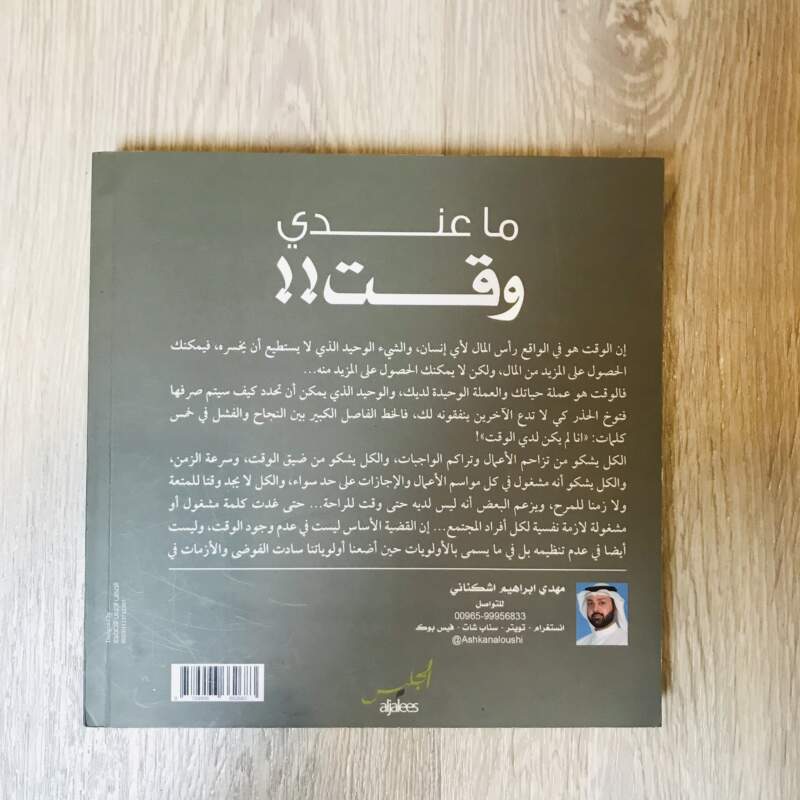 ما عندي
وقت!!
إن الوقت هو في الواقع رأس المال لأي إنسان، والشيء الوحيد الذي لا يستطيع أن يخسره، فيمكنك
الحصول على المزيد من المال، ولكن لا يمكنك الحصول على المزيد منه...
فالوقت هو عملة حياتك والعملة الوحيدة لديك، والوحيد الذي يمكن أن تحدد كيف سيتم صرفها
فتوخ الحذر كي لا تدع الآخرين ينفقونه لك، فالخط الفاصل الكبير بين النجاح والفشل في خمس
كلمات: «انا لم يكن لدي الوقت»!
الكل يشكو من تزاحم الأعمال وتراكم الواجبات، والكل يشكو من ضيق الوقت، وسرعة الزمن،
والكل يشكو أنه مشغول في كل مواسم الأعمال والإجازات على حد سواء، والكل لا يجد وقتا للمتعة
ولا زمنا للمرح، ويزعم البعض أنه ليس لديه حتى وقت للراحة... حتى غدت كلمة مشغول أو
مشغولة لازمة نفسية لكل أفراد المجتمع... إن القضية الأساس ليست في عدم وجود الوقت، وليست
أيضا في عدم تنظيمه بل في ما يسمى بالأولويات حين أضعنا أولوياتنا سادت الفوضى والأزمات في
مهدي ابراهيم اشكناني
للتواصل
00965-99956833
انستغرام - تويتر - سناب شات - فيس بوك
@Ashkanaloushi
الجليس
aljalees